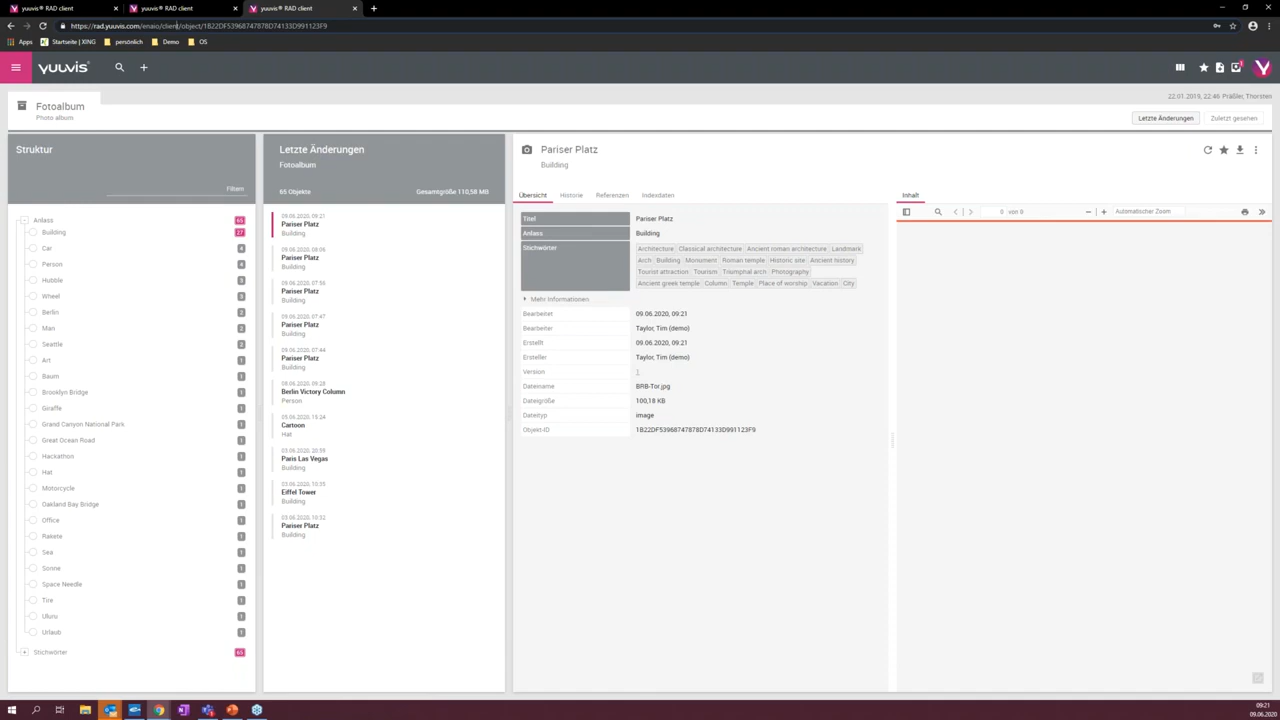 yuuvis® RAD client
yuuvis® RAD client
yuuvis® RAD client
https://rad.yuuvis.com/enaio/client/object/1B22DF53968747878D74133D991123F9
Apps
Startseite | XING
persönlich
Demo
OS
yuuvis®
Fotoalbum
Photo album
22.01.2019, 22:46 Präßler, Thorsten
Letzte Änderungen
Zuletzt gesehen
Struktur
Filtern
Anlass 65
Building 27
Car 4
Person 4
Hubble 3
Wheel 3
Berlin 2
Man 2
Seattle 2
Art 1
Baum 1
Brooklyn Bridge 1
Giraffe 1
Grand Canyon National Park 1
Great Ocean Road 1
Hackathon 1
Hat 1
Motorcycle 1
Oakland Bay Bridge 1
Office 1
Rakete 1
Sea 1
Sonne 1
Space Needle 1
Tire 1
Uluru 1
Urlaub 1
Stichwörter 65
Letzte Änderungen
Fotoalbum
65 Objekte Gesamtgröße 110,58 MB
09.06.2020, 09:21
Pariser Platz
Building
09.06.2020, 08:06
Pariser Platz
Building
09.06.2020, 07:56
Pariser Platz
Building
09.06.2020, 07:47
Pariser Platz
Building
09.06.2020, 07:44
Pariser Platz
Building
08.06.2020, 09:28
Berlin Victory Column
Person
05.06.2020, 15:24
Cartoon
Hat
03.06.2020, 20:59
Paris Las Vegas
Building
03.06.2020, 10:35
Eiffel Tower
Building
03.06.2020, 10:32
Pariser Platz
Building
Pariser Platz
Building
Übersicht Historie Referenzen Indexdaten
Titel Pariser Platz
Anlass Building
Stichwörter Architecture Classical architecture Ancient roman architecture Landmark
Arch Building Monument Roman temple Historic site Ancient history
Tourist attraction Tourism Triumphal arch Photography
Ancient greek temple Column Temple Place of worship Vacation City
Mehr Informationen
Bearbeitet 09.06.2020, 09:21
Bearbeiter Taylor, Tim (demo)
Erstellt 09.06.2020, 09:21
Ersteller Taylor, Tim (demo)
Version
Dateiname BRB-Tor.jpg
Dateigröße 100,18 KB
Dateityp image
Objekt-ID 1B22DF53968747878D74133D991123F9
Inhalt
0 von 0
Automatischer Zoom
09:21
09.06.2020